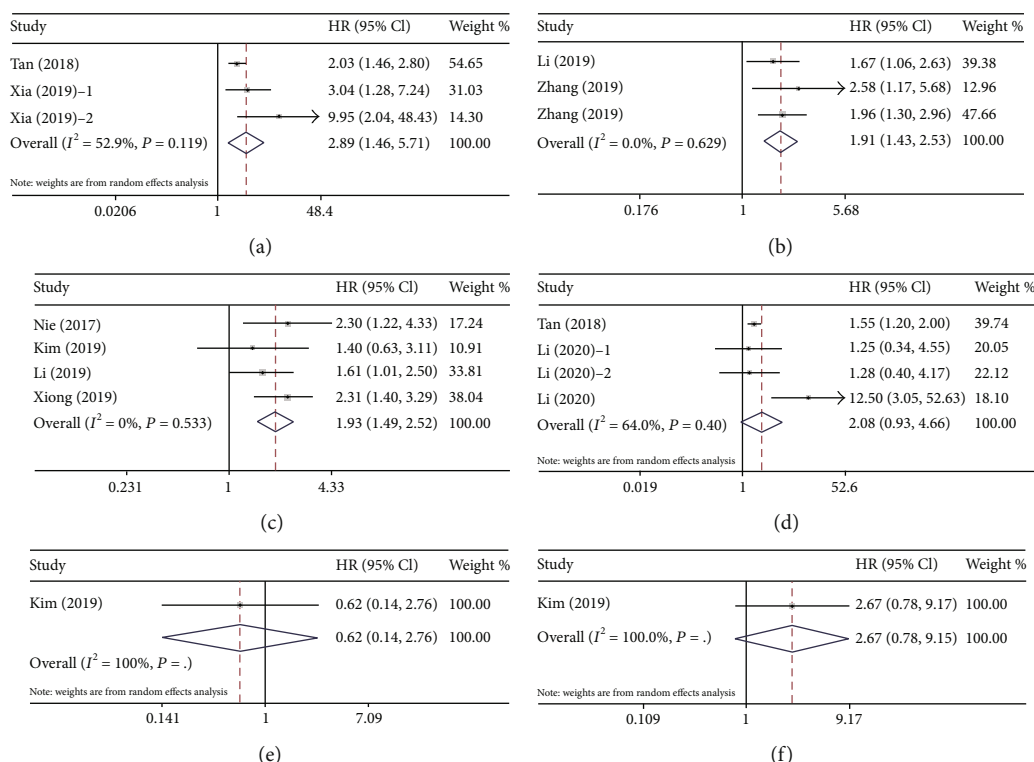 Study HR (95% Cl) Weight %
Tan (2018) 2.03 (1.46, 2.80) 54.65
Xia (2019)–1 3.04 (1.28, 7.24) 31.03
Xia (2019)–2 9.95 (2.04, 48.43) 14.30
Overall (I² = 52.9%, P = 0.119) 2.89 (1.46, 5.71) 100.00
Note: weights are from random effects analysis
0.0206 1 48.4
(a)
Study HR (95% Cl) Weight %
Li (2019) 1.67 (1.06, 2.63) 39.38
Zhang (2019) 2.58 (1.17, 5.68) 12.96
Zhang (2019) 1.96 (1.30, 2.96) 47.66
Overall (I² = 0.0%, P = 0.629) 1.91 (1.43, 2.53) 100.00
0.176 1 5.68
(b)
Study HR (95% Cl) Weight %
Nie (2017) 2.30 (1.22, 4.33) 17.24
Kim (2019) 1.40 (0.63, 3.11) 10.91
Li (2019) 1.61 (1.01, 2.50) 33.81
Xiong (2019) 2.31 (1.40, 3.29) 38.04
Overall (I² = 0%, P = 0.533) 1.93 (1.49, 2.52) 100.00
0.231 1 4.33
(c)
Study HR (95% Cl) Weight %
Tan (2018) 1.55 (1.20, 2.00) 39.74
Li (2020)–1 1.25 (0.34, 4.55) 20.05
Li (2020)–2 1.28 (0.40, 4.17) 22.12
Li (2020) 12.50 (3.05, 52.63) 18.10
Overall (I² = 64.0%, P = 0.40) 2.08 (0.93, 4.66) 100.00
Note: weights are from random effects analysis
0.019 1 52.6
(d)
Study HR (95% Cl) Weight %
Kim (2019) 0.62 (0.14, 2.76) 100.00
0.62 (0.14, 2.76) 100.00
Overall (I² = 100%, P = .)
Note: weights are from random effects analysis
0.141 1 7.09
(e)
Study HR (95% Cl) Weight %
Kim (2019) 2.67 (0.78, 9.17) 100.00
Overall (I² = 100.0%, P = .) 2.67 (0.78, 9.15) 100.00
Note: weights are from random effects analysis
0.109 1 9.17
(f)